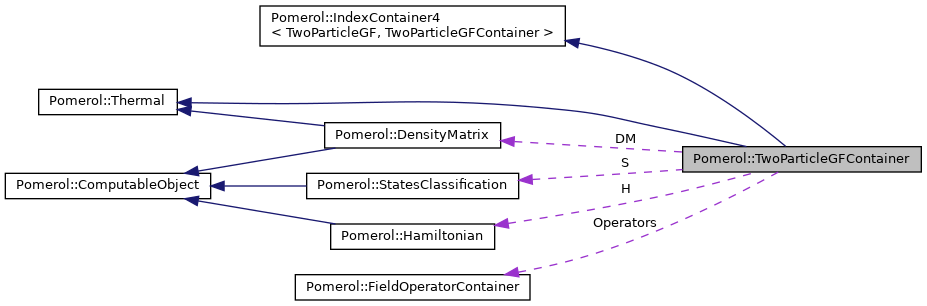 Pomerol::IndexContainer4
< TwoParticleGF, TwoParticleGFContainer >
Pomerol::Thermal
Pomerol::DensityMatrix
DM
Pomerol::TwoParticleGFContainer
S
Pomerol::ComputableObject
Pomerol::StatesClassification
H
Operators
Pomerol::Hamiltonian
Pomerol::FieldOperatorContainer